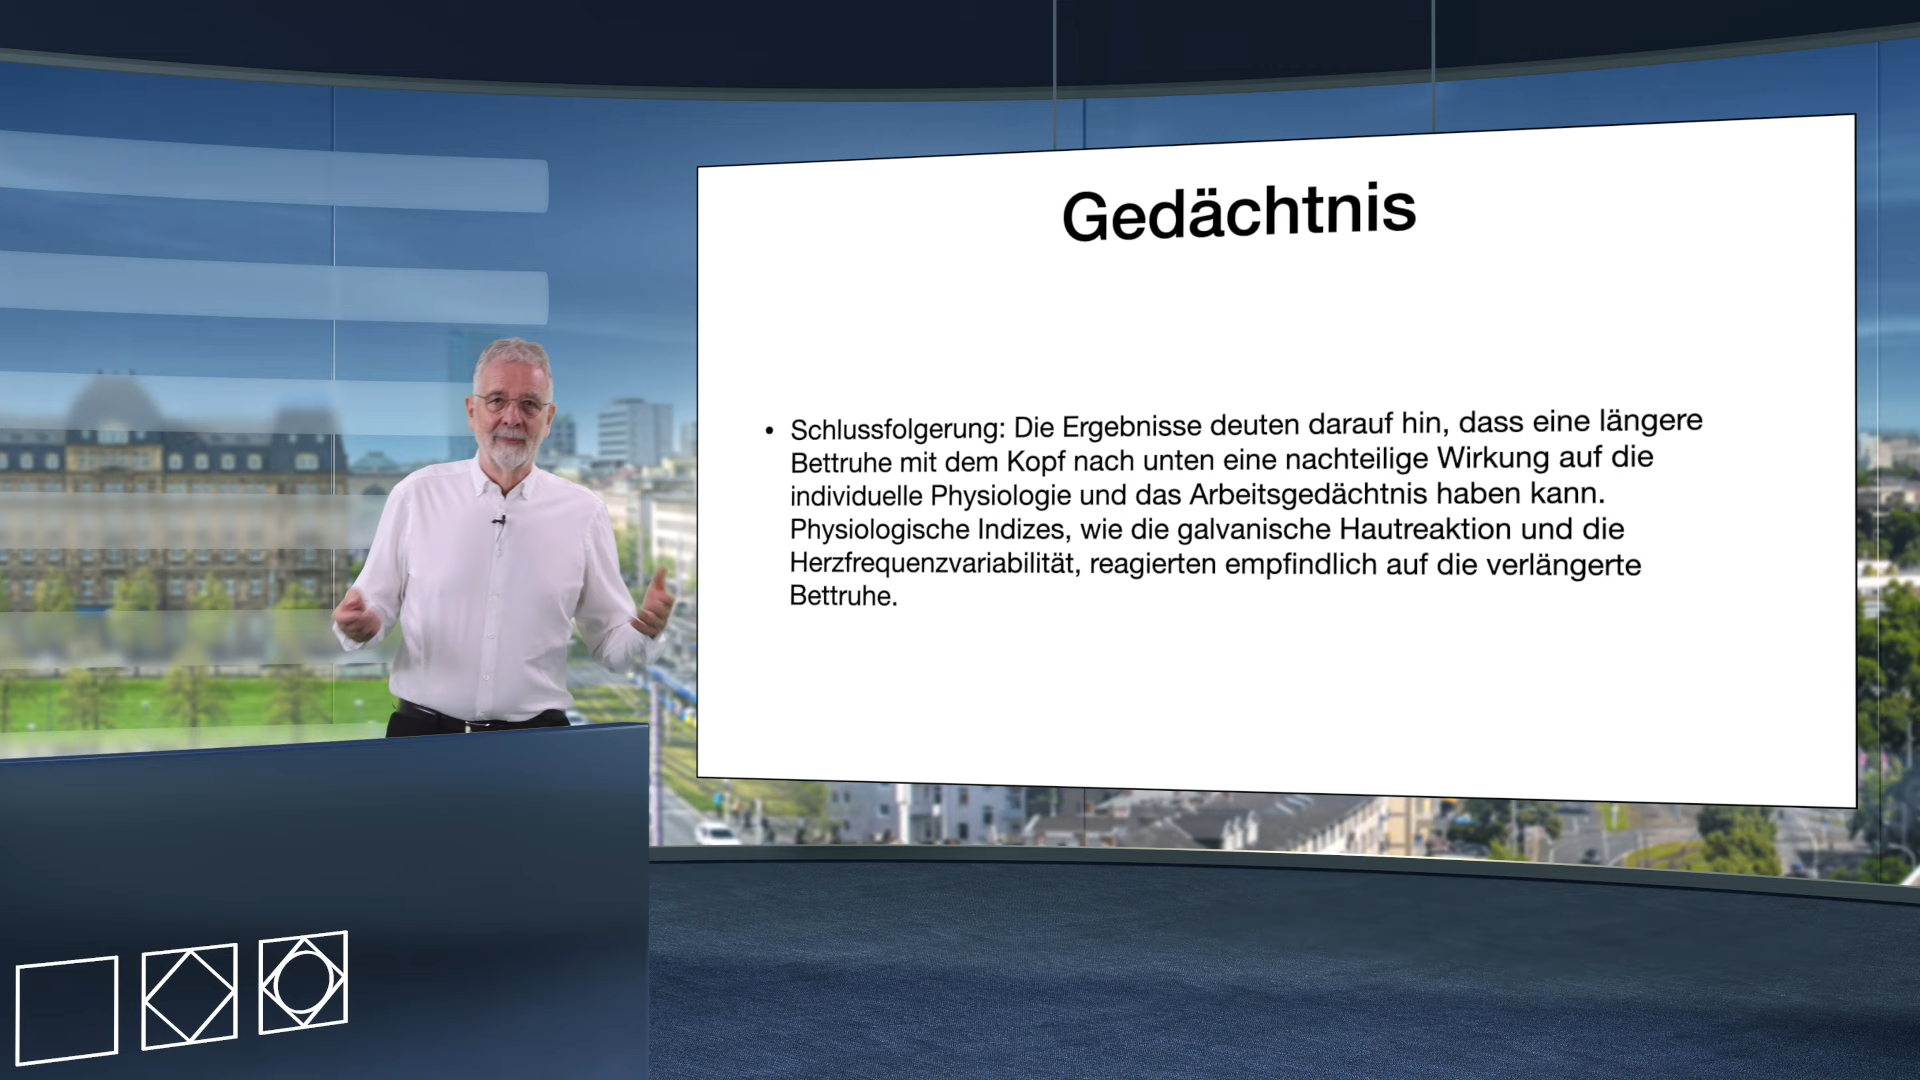 Gedächtnis
• Schlussfolgerung: Die Ergebnisse deuten darauf hin, dass eine längere
Bettruhe mit dem Kopf nach unten eine nachteilige Wirkung auf die
individuelle Physiologie und das Arbeitsgedächtnis haben kann.
Physiologische Indizes, wie die galvanische Hautreaktion und die
Herzfrequenzvariabilität, reagierten empfindlich auf die verlängerte
Bettruhe.